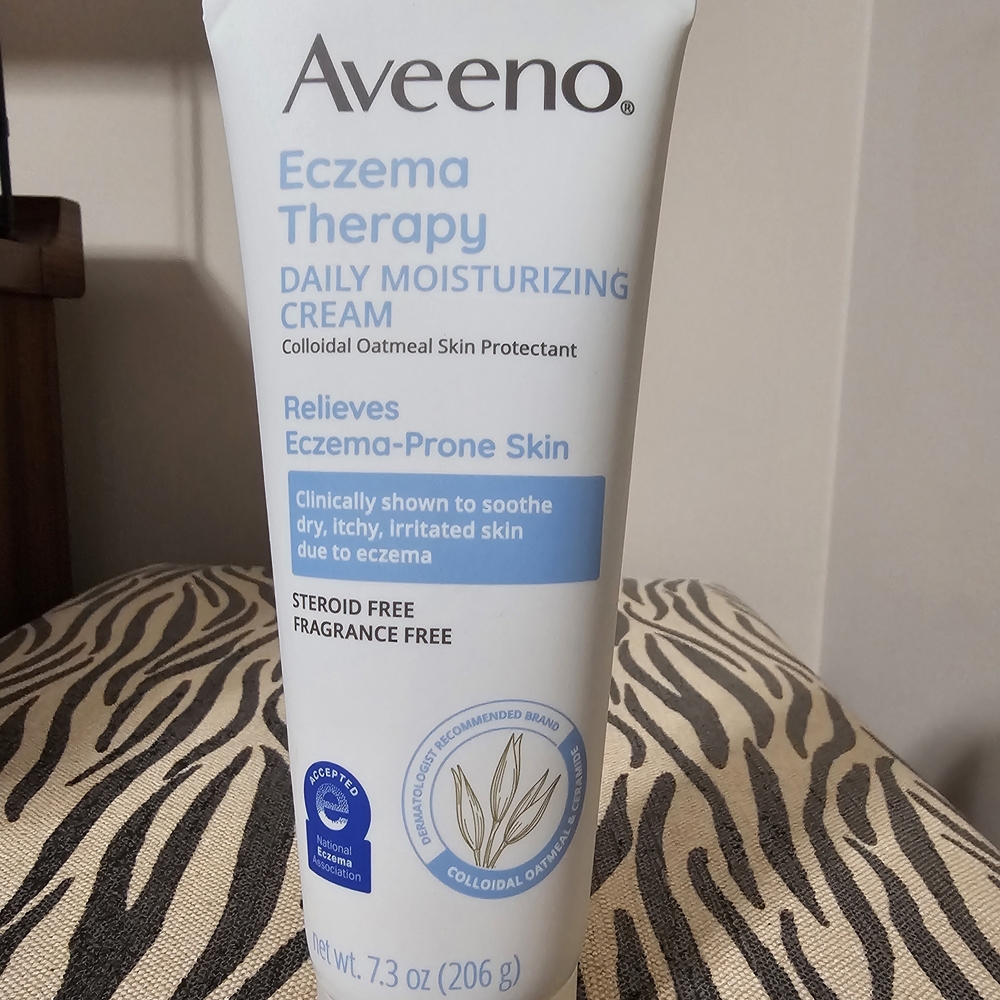 Aveeno®
Eczema
Therapy
DAILY MOISTURIZING
CREAM
Colloidal Oatmeal Skin Protectant
Relieves
Eczema-Prone Skin
Clinically shown to soothe
dry, itchy, irritated skin
due to eczema
STEROID FREE
FRAGRANCE FREE
ACCEPTED
National
Eczema
Association
DERMATOLOGIST RECOMMENDED BRAND
COLLOIDAL OATMEAL & CERAMIDE
net wt. 7.3 oz (206 g)